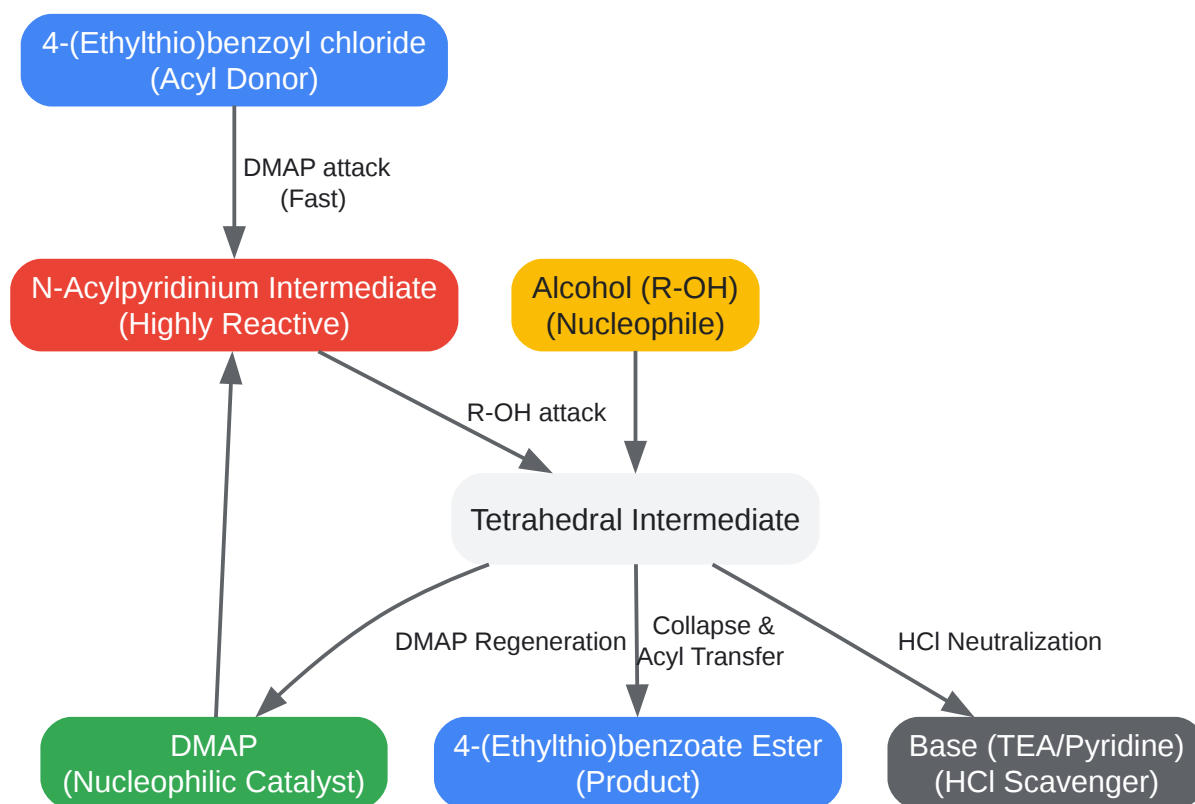 4-(Ethylthio)benzoyl chloride
(Acyl Donor)
DMAP attack
(Fast)
N-Acylpyridinium Intermediate
(Highly Reactive)
Alcohol (R-OH)
(Nucleophile)
R-OH attack
Tetrahedral Intermediate
DMAP Regeneration
Collapse &
Acyl Transfer
HCl Neutralization
DMAP
(Nucleophilic Catalyst)
4-(Ethylthio)benzoate Ester
(Product)
Base (TEA/Pyridine)
(HCl Scavenger)